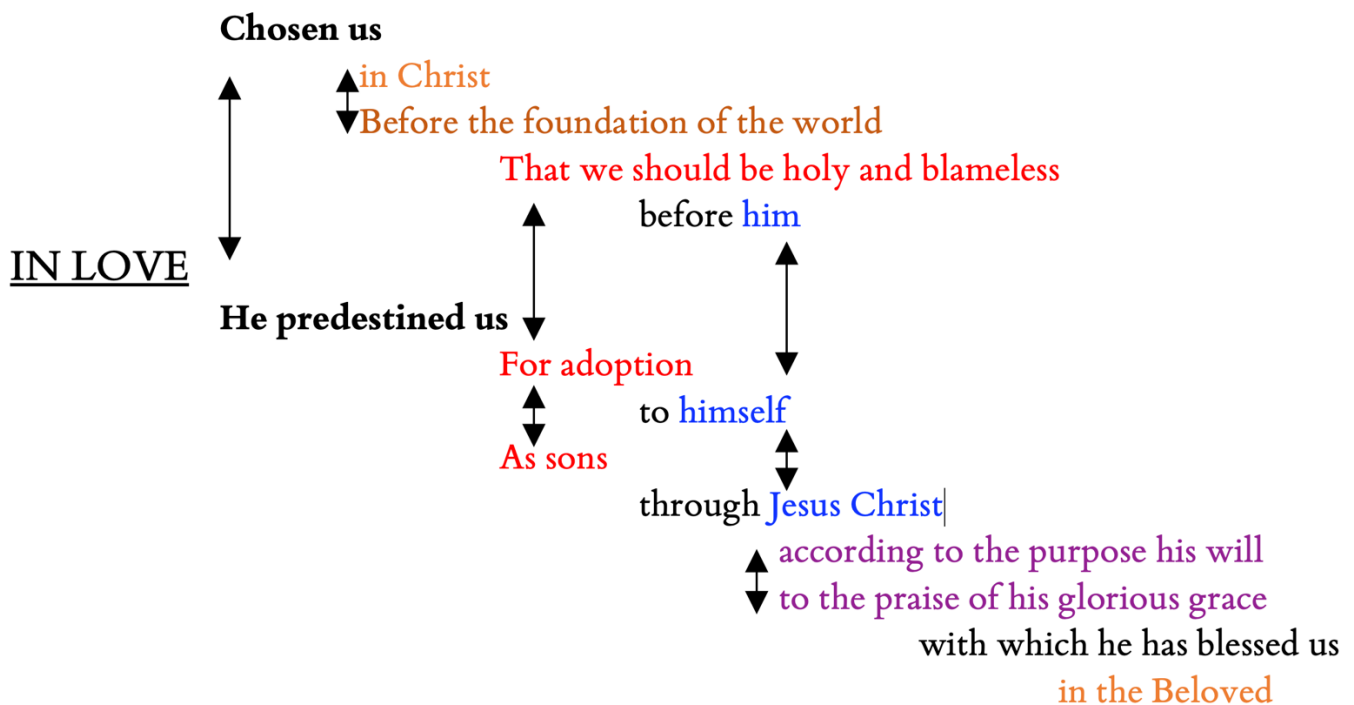 Chosen us
in Christ
Before the foundation of the world
That we should be holy and blameless
before him
IN LOVE
He predestined us
For adoption
to himself
As sons
through Jesus Christ
according to the purpose his will
to the praise of his glorious grace
with which he has blessed us
in the Beloved